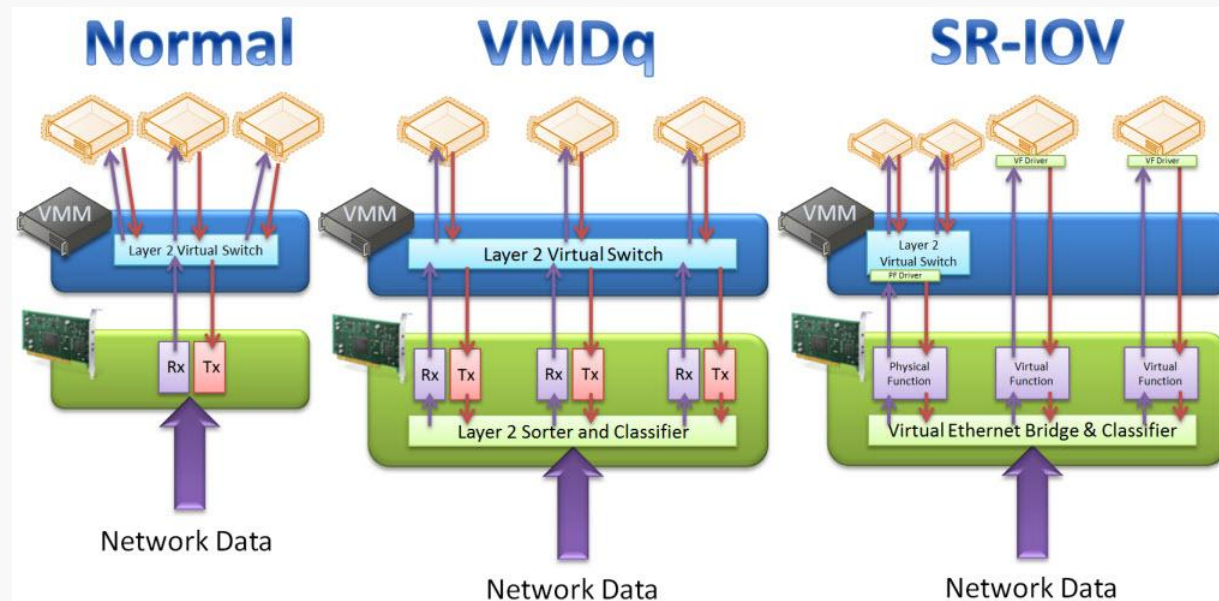 Normal
VMM
Layer 2 Virtual Switch
Rx Tx
Network Data
VMDq
VMM
Layer 2 Virtual Switch
Rx Tx Rx Tx Rx Tx
Layer 2 Sorter and Classifier
Network Data
SR-IOV
VF Driver VF Driver
VMM
Layer 2
Virtual Switch
PF Driver
Physical
Function
Virtual
Function
Virtual
Function
Virtual Ethernet Bridge & Classifier
Network Data